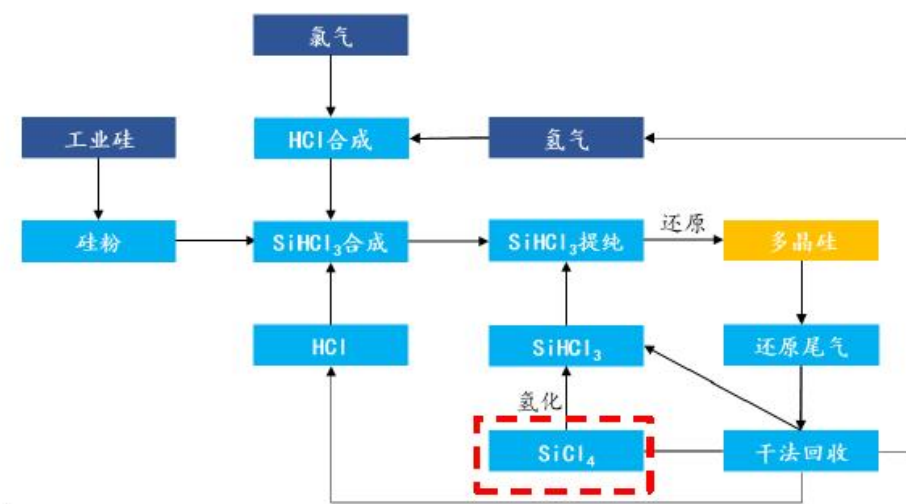 氯气
工业硅
HCl合成
氢气
硅粉
SiHCl₃合成
SiHCl₃提纯
还原
多晶硅
HCl
SiHCl₃
还原尾气
氢化
SiCl₄
干法回收